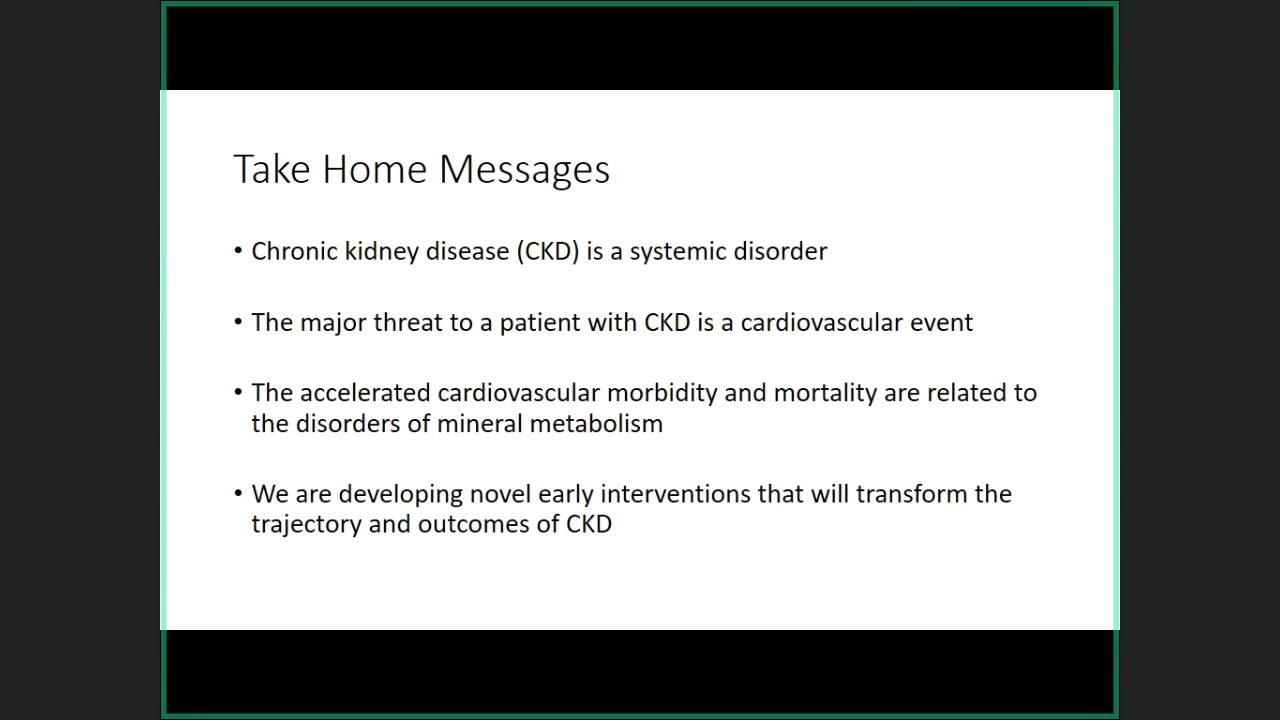 Take Home Messages
• Chronic kidney disease (CKD) is a systemic disorder
• The major threat to a patient with CKD is a cardiovascular event
• The accelerated cardiovascular morbidity and mortality are related to
the disorders of mineral metabolism
• We are developing novel early interventions that will transform the
trajectory and outcomes of CKD